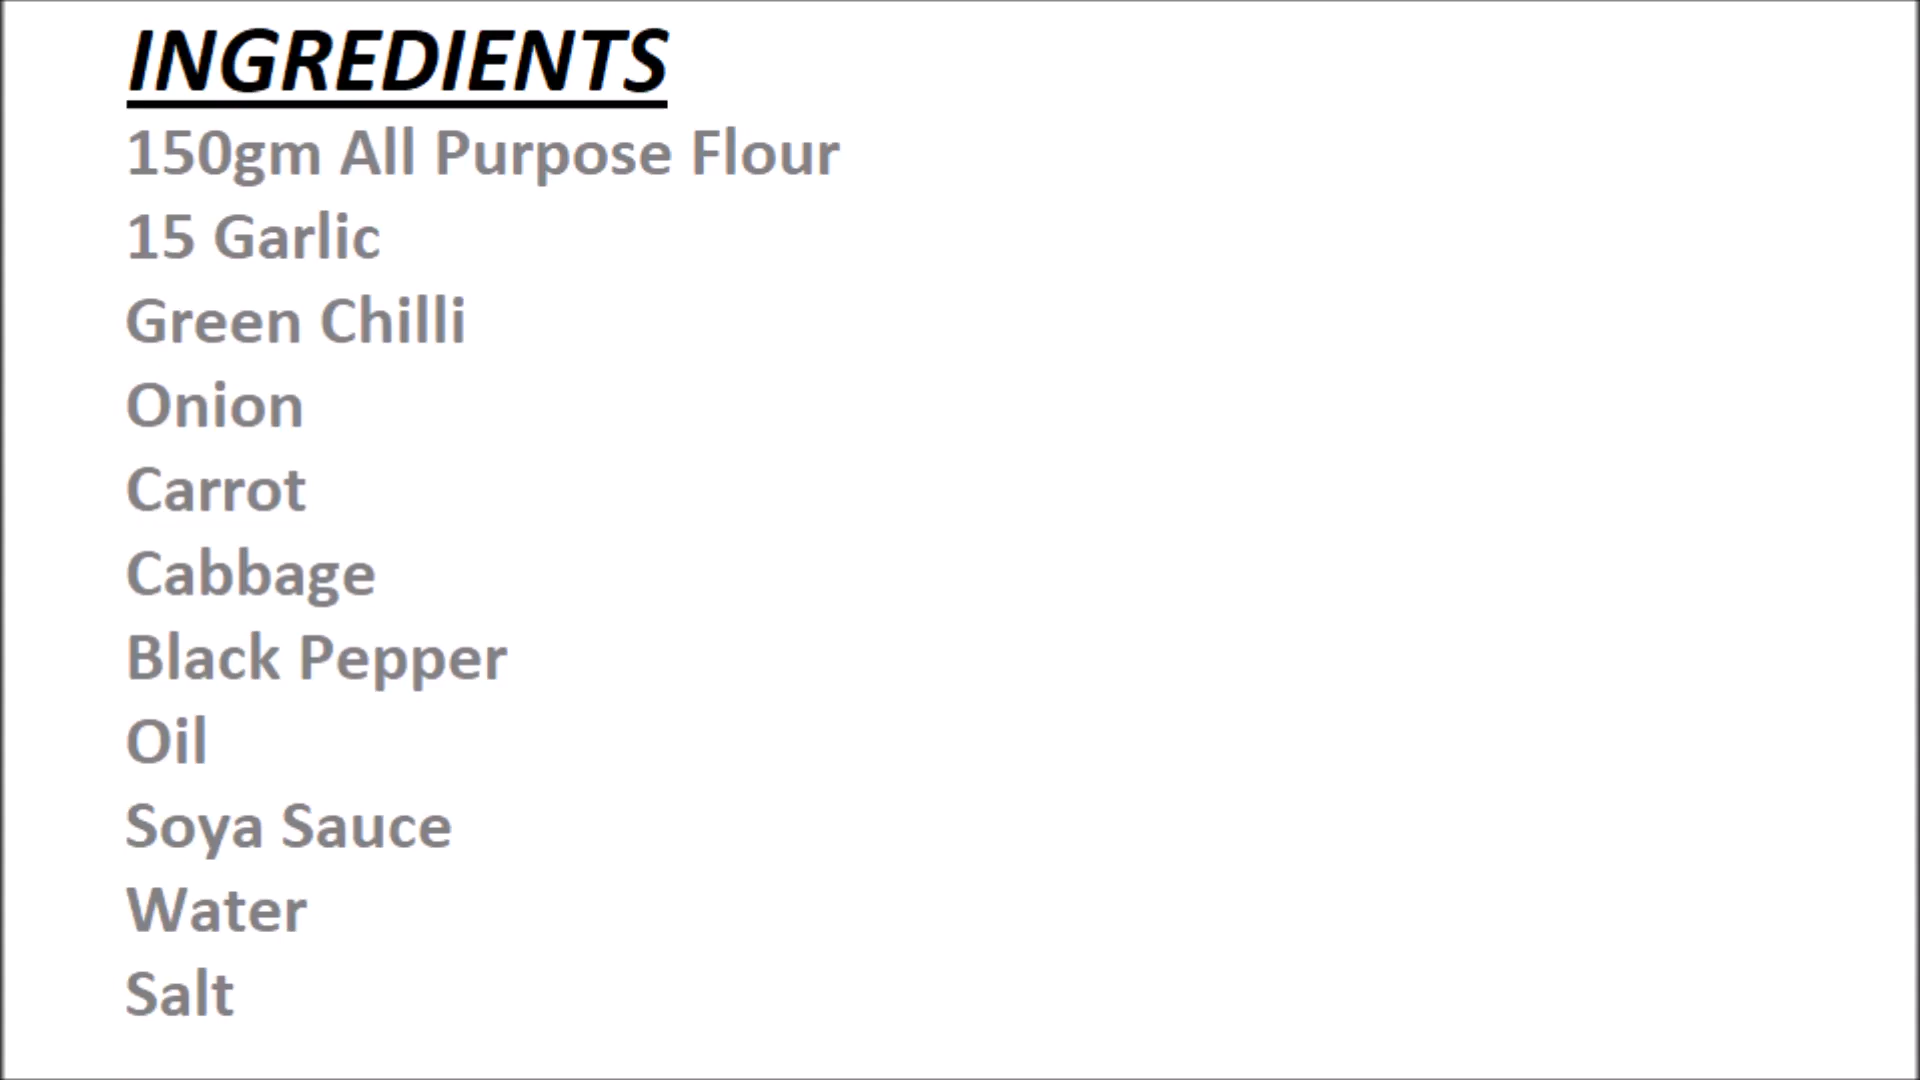 INGREDIENTS
150gm All Purpose Flour
15 Garlic
Green Chilli
Onion
Carrot
Cabbage
Black Pepper
Oil
Soya Sauce
Water
Salt